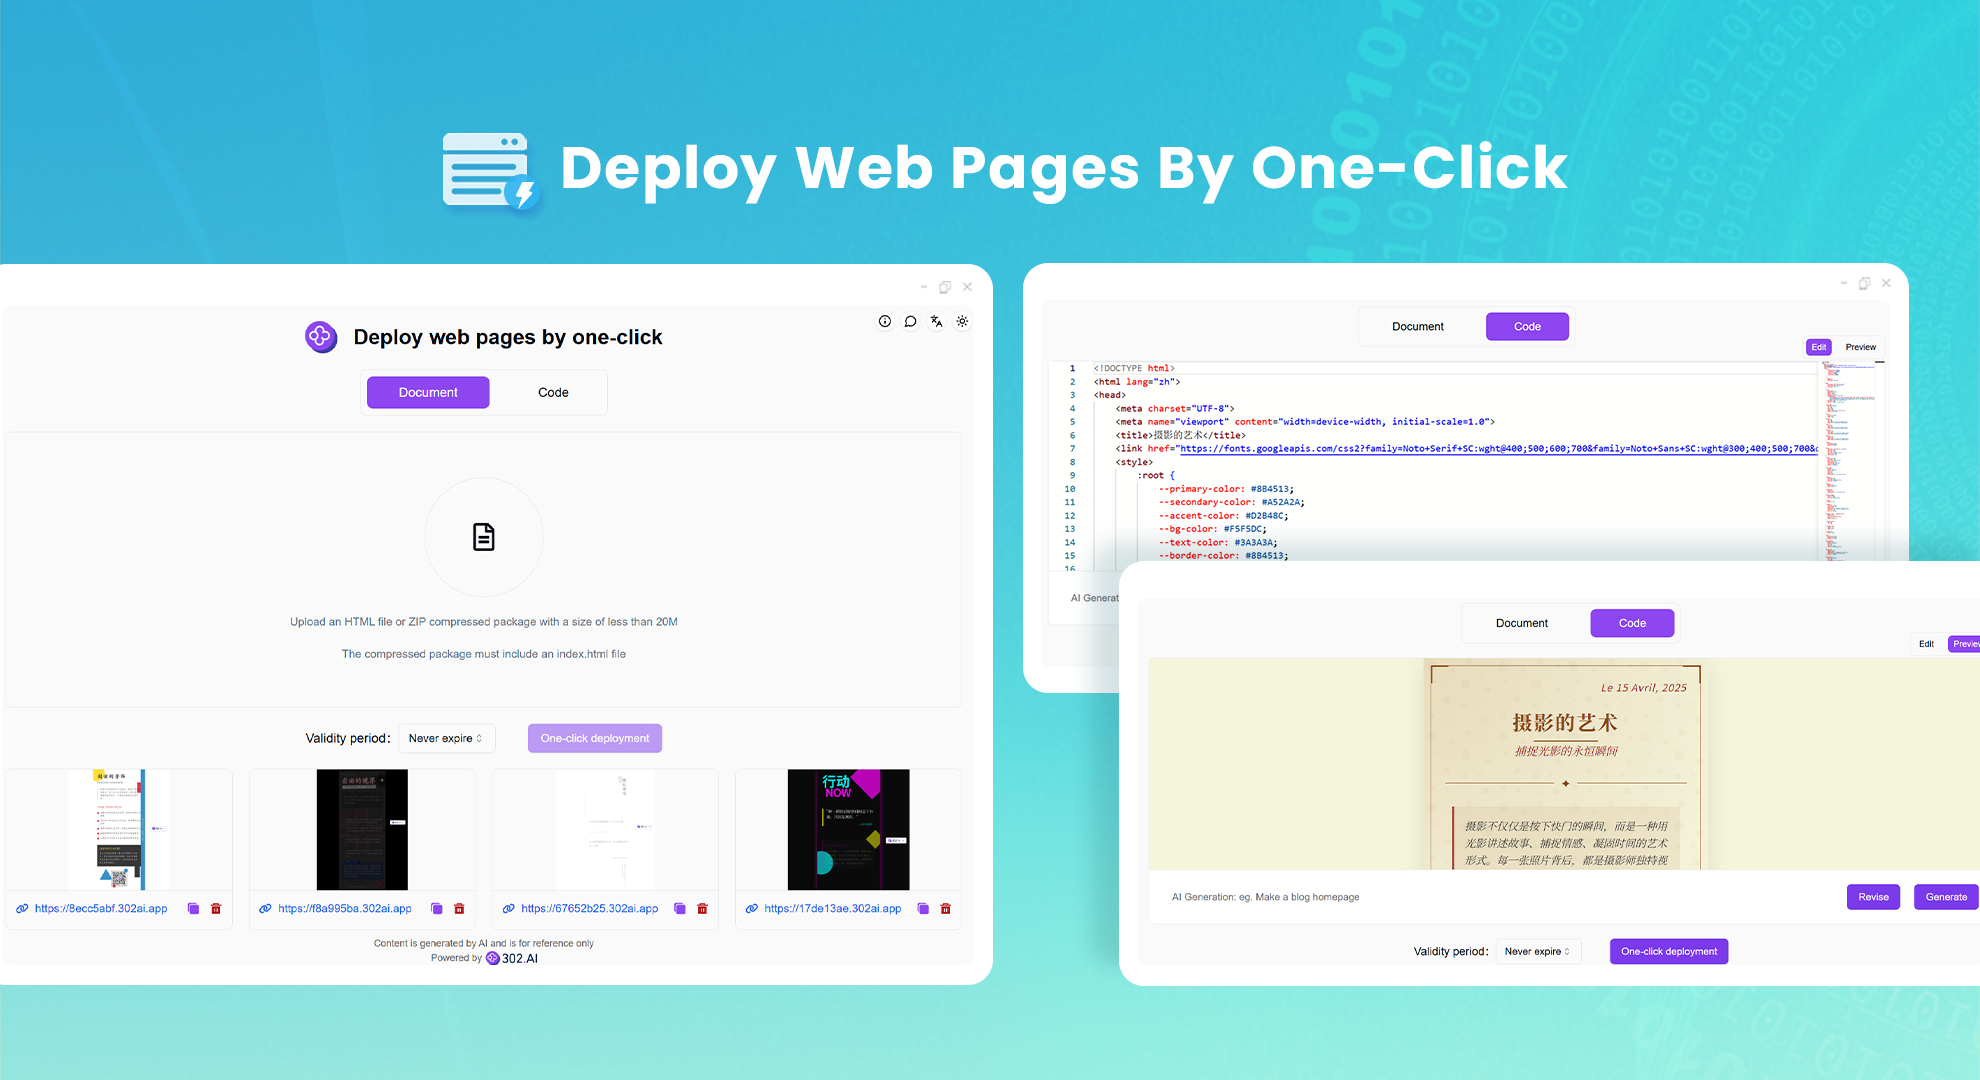 Deploy Web Pages By One-Click
Deploy web pages by one-click
Document
Code
Upload an HTML file or ZIP compressed package with a size of less than 20M
The compressed package must include an index.html file
Validity period:
Never expire
One-click deployment
自由的境界
行动
NOW
https://8ecc5abf.302ai.app
https://f8a995ba.302ai.app
https://67652b25.302ai.app
https://17de13ae.302ai.app
Content is generated by AI and is for reference only
Powered by 302.AI
Document
Code
Edit
Preview
1 <!DOCTYPE html>
2 <html lang="zh">
3 <head>
4 <meta charset="UTF-8">
5 <meta name="viewport" content="width=device-width, initial-scale=1.0">
6 <title>摄影的艺术</title>
7 <link href="https://fonts.googleapis.com/css2?family=Noto+Serif+SC:wght@400;500;600;700&family=Noto+Sans+SC:wght@300;400;500;700&
8 <style>
9 :root {
10 --primary-color: #8B4513;
11 --secondary-color: #A52A2A;
12 --accent-color: #D2B48C;
13 --bg-color: #F5F5DC;
14 --text-color: #3A3A3A;
15 --border-color: #8B4513;
16
AI Generat
Document
Code
Edit
Preview
Le 15 Avril, 2025
摄影的艺术
捕捉光影的永恒瞬间
摄影不仅仅是按下快门的瞬间，而是一种用
光影讲述故事、捕捉情感、凝固时间的艺术
形式。每一张照片背后，都是摄影师独特视
AI Generation: eg. Make a blog homepage
Revise
Generate
Validity period:
Never expire
One-click deployment